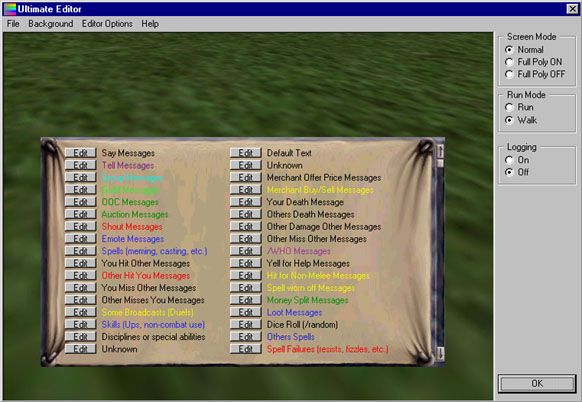 Ultimate Editor
File Background Editor Options Help
Screen Mode
Normal
Full Poly ON
Full Poly OFF
Run Mode
Run
Walk
Logging
On
Off
OK
Edit Say Messages
Edit Tell Messages
Edit Group Messages
Edit Guild Messages
Edit OOC Messages
Edit Auction Messages
Edit Shout Messages
Edit Emote Messages
Edit Spells (meming, casting, etc.)
Edit You Hit Other Messages
Edit Other Hit You Messages
Edit You Miss Other Messages
Edit Other Misses You Messages
Edit Some Broadcasts (Duels)
Edit Skills (Ups, non-combat use)
Edit Disciplines or special abilities
Edit Unknown
Edit Default Text
Edit Unknown
Edit Merchant Offer Price Messages
Edit Merchant Buy/Sell Messages
Edit Your Death Message
Edit Others Death Messages
Edit Other Damage Other Messages
Edit Other Miss Other Messages
Edit /WHO Messages
Edit Yell for Help Messages
Edit Hit for Non-Melee Messages
Edit Spell worn off Messages
Edit Money Split Messages
Edit Loot Messages
Edit Dice Roll (/random)
Edit Others Spells
Edit Spell Failures (resists, fizzles, etc.)